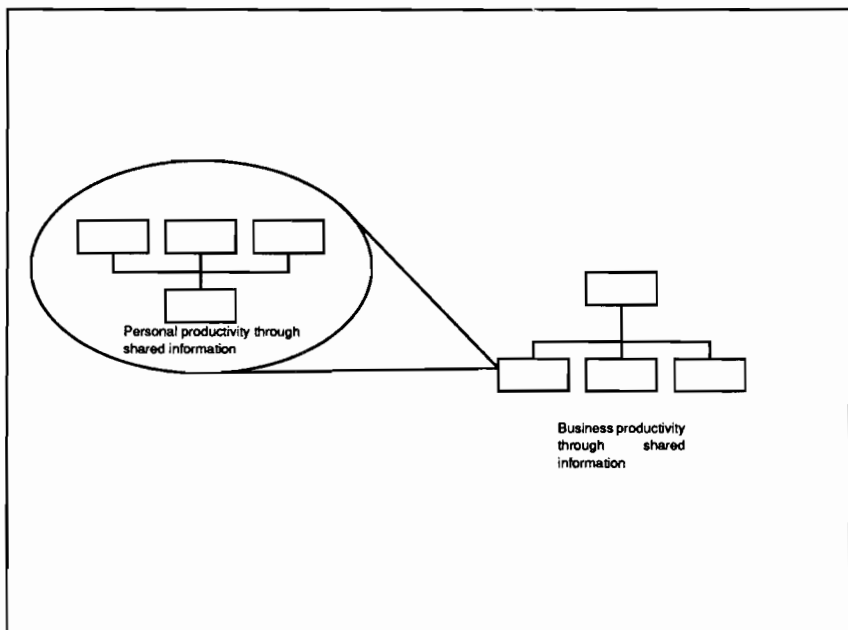 Personal productivity through
shared information
Business productivity
through shared
information